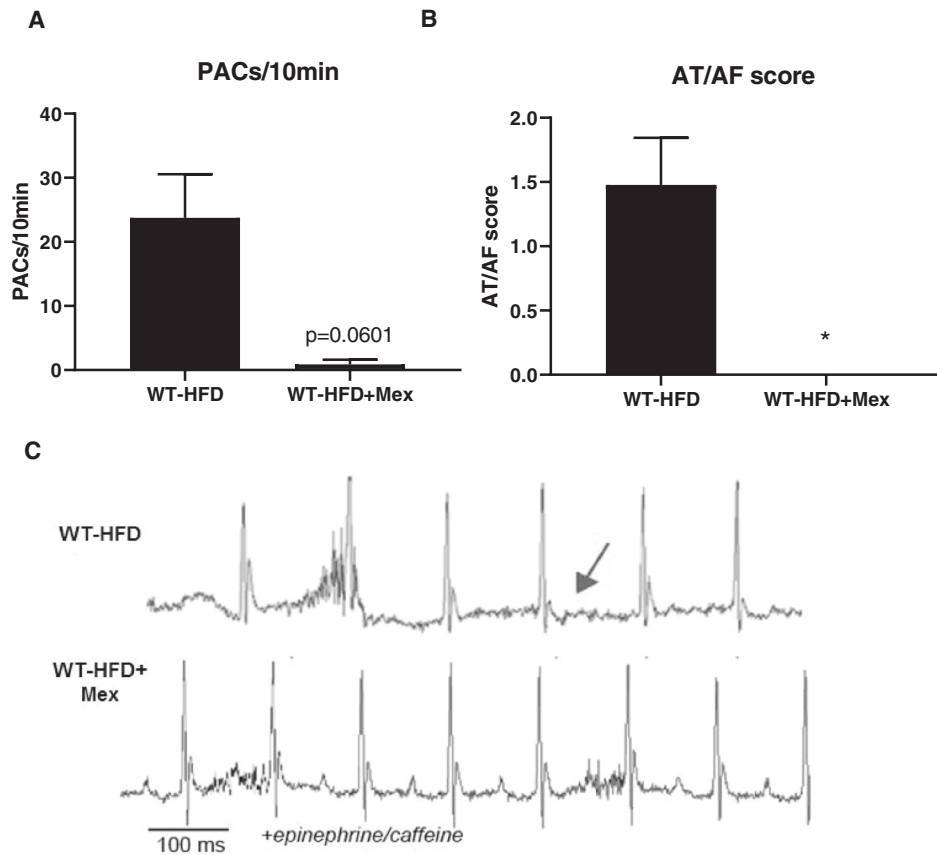 A
PACs/10min
40
30
20
10
0
PACs/10min
p=0.0601
WT-HFD
WT-HFD+Mex
B
AT/AF score
2.0
1.5
1.0
0.5
0.0
AT/AF score
*
WT-HFD
WT-HFD+Mex
C
WT-HFD
WT-HFD+
Mex
100 ms
+epinephrine/caffeine